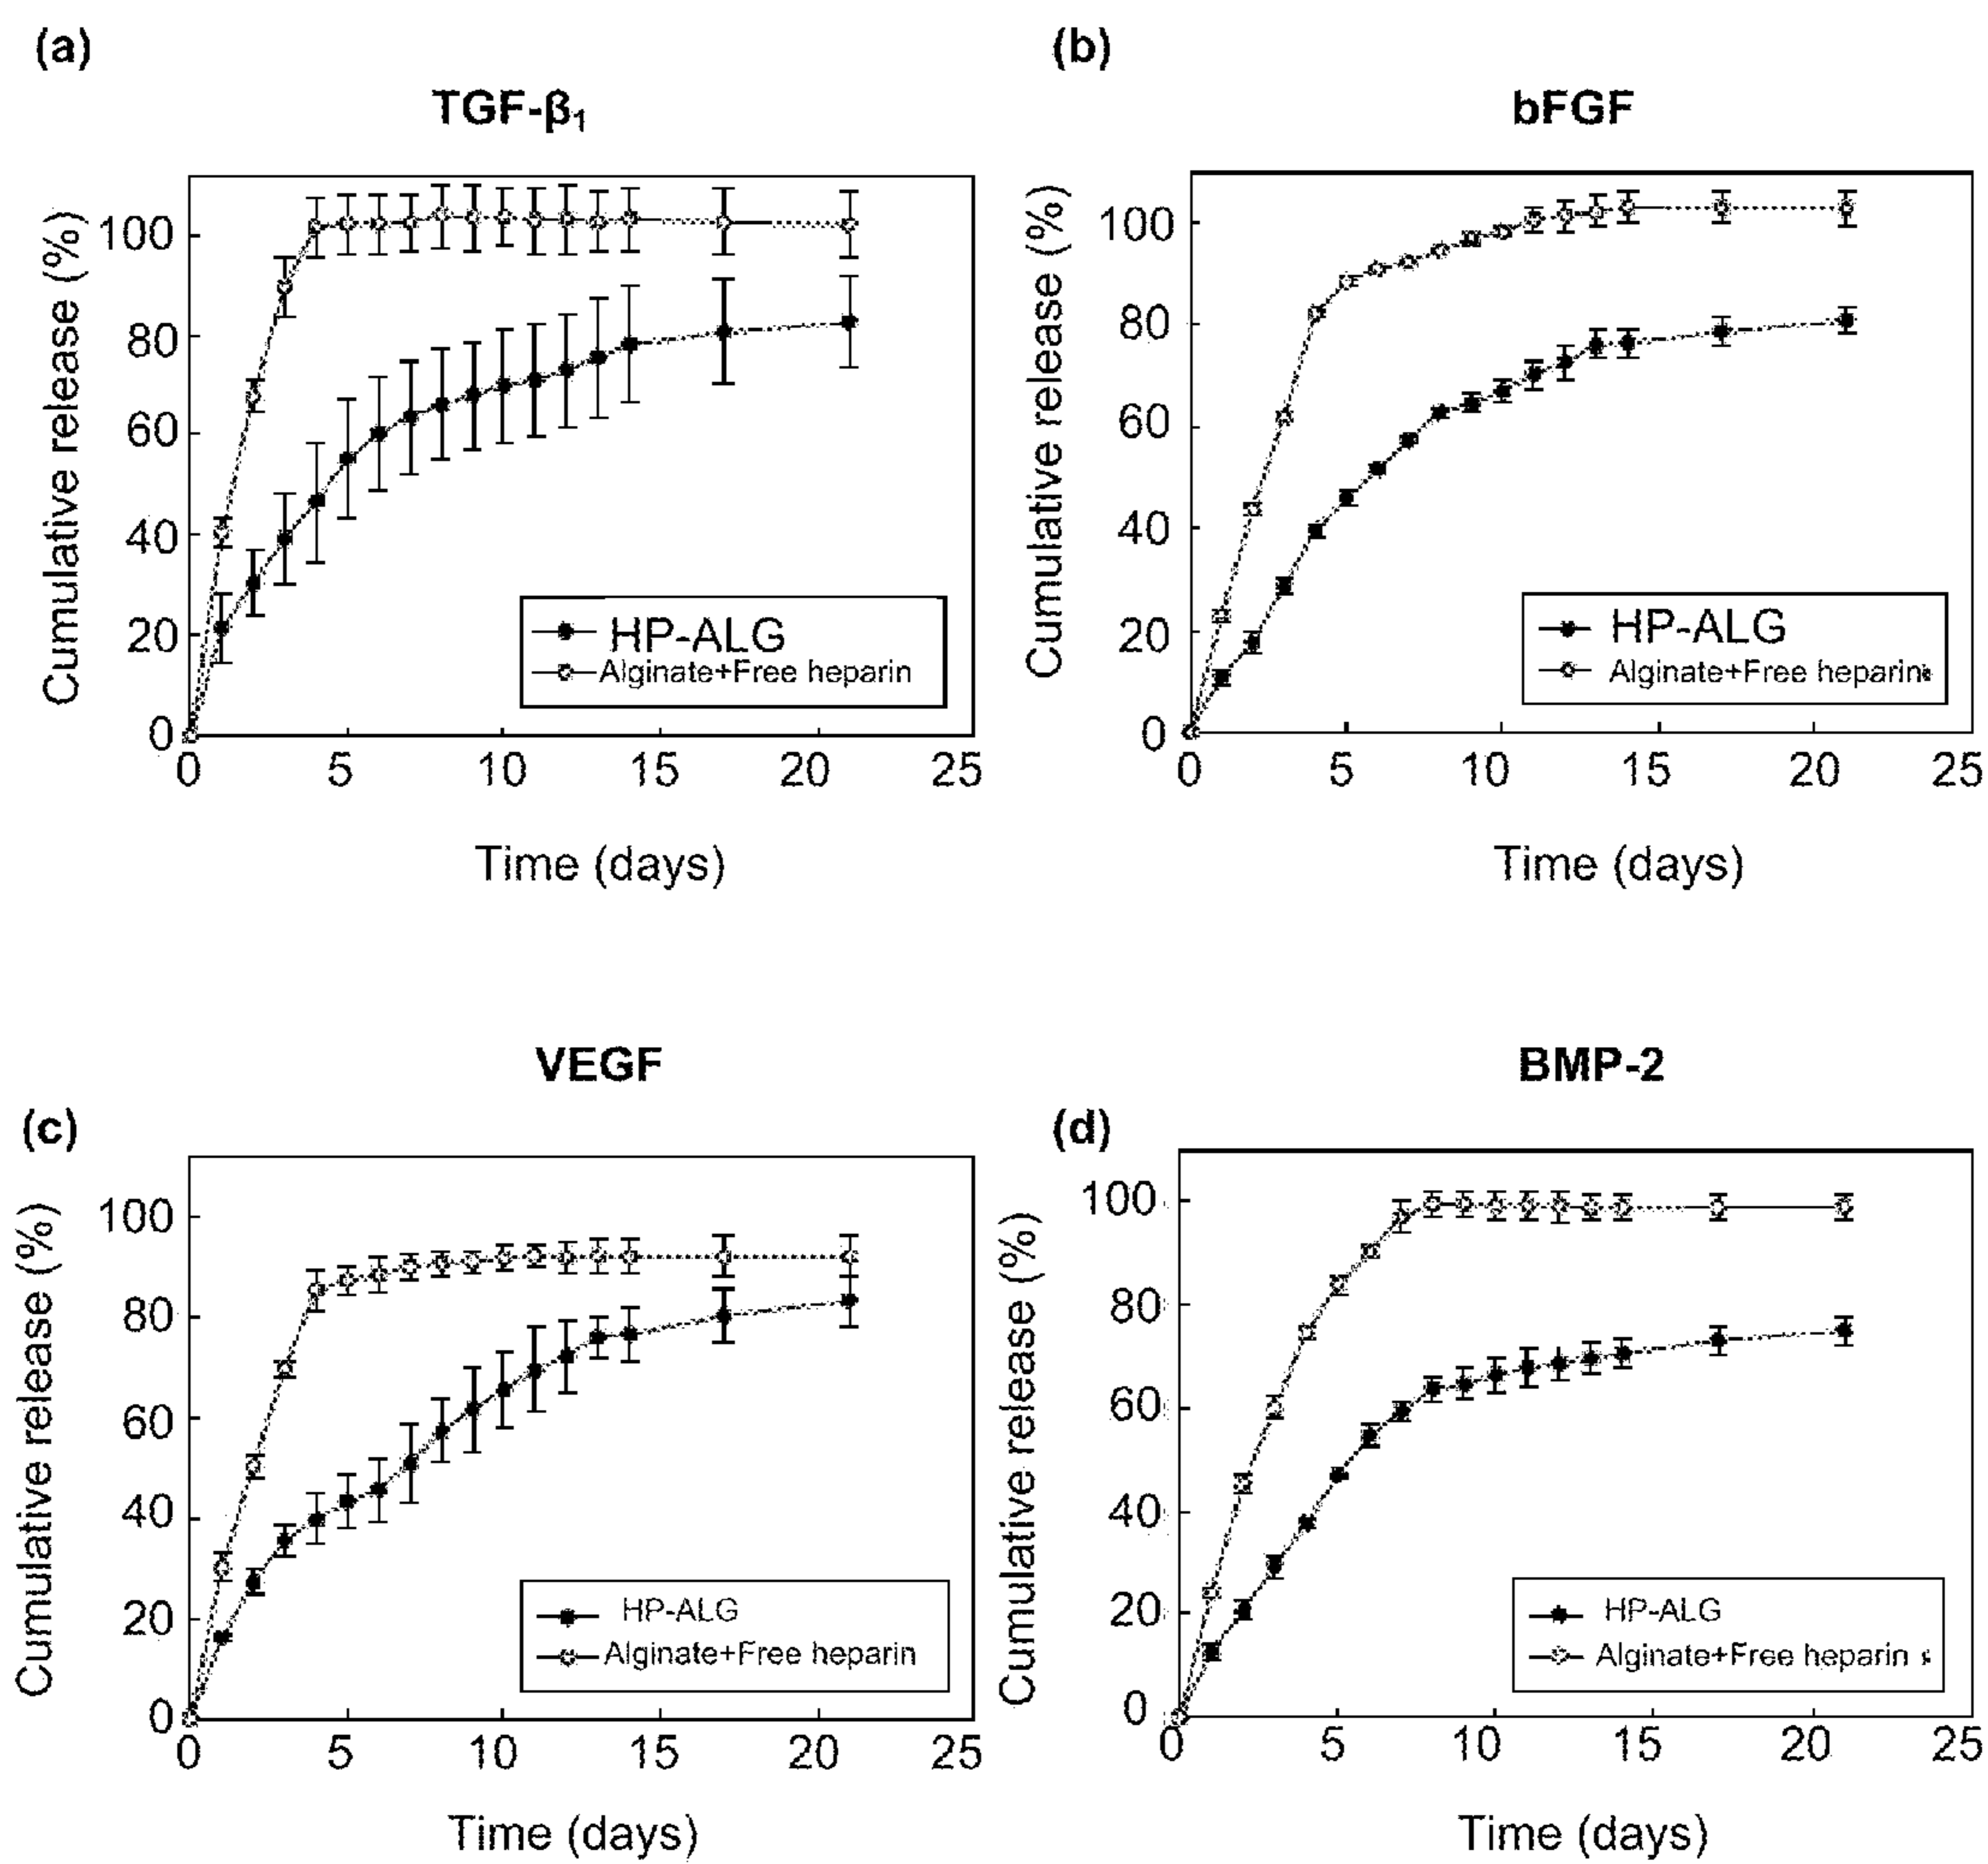 (a)
TGF-β₁
Cumulative release (%)
100
80
60
40
20
0
HP-ALG
Alginate+Free heparin
0 5 10 15 20 25
Time (days)
(b)
bFGF
Cumulative release (%)
100
80
60
40
20
0
HP-ALG
Alginate+Free heparin
0 5 10 15 20 25
Time (days)
(c)
VEGF
Cumulative release (%)
100
80
60
40
20
0
HP-ALG
Alginate+Free heparin
0 5 10 15 20 25
Time (days)
(d)
BMP-2
Cumulative release (%)
100
80
60
40
20
0
HP-ALG
Alginate+Free heparin
0 5 10 15 20 25
Time (days)